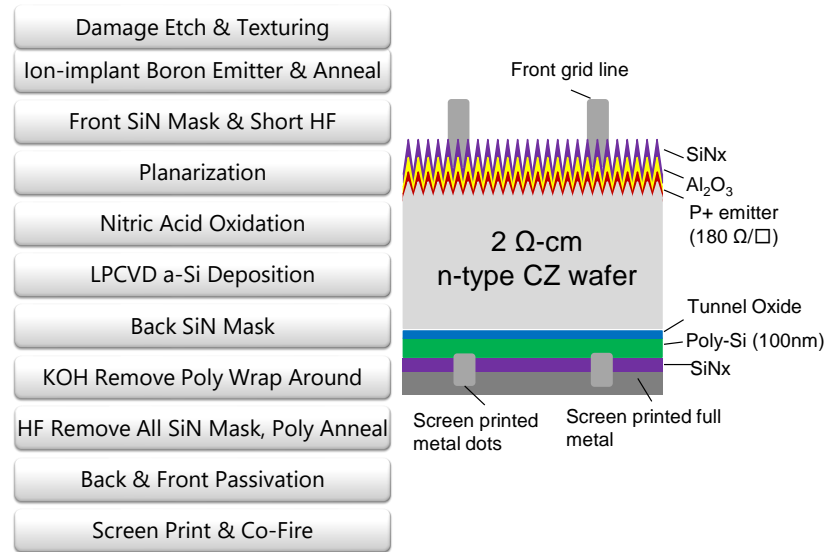 Damage Etch & Texturing
Ion-implant Boron Emitter & Anneal
Front SiN Mask & Short HF
Planarization
Nitric Acid Oxidation
LPCVD a-Si Deposition
Back SiN Mask
KOH Remove Poly Wrap Around
HF Remove All SiN Mask, Poly Anneal
Back & Front Passivation
Screen Print & Co-Fire
Front grid line
SiNx
Al₂O₃
P+ emitter
(180 Ω/□)
2 Ω-cm
n-type CZ wafer
Tunnel Oxide
Poly-Si (100nm)
SiNx
Screen printed
metal dots
Screen printed full
metal